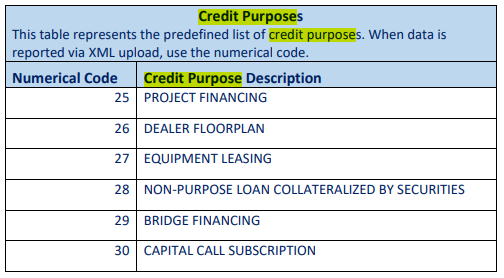 Credit Purposes
This table represents the predefined list of credit purposes. When data is
reported via XML upload, use the numerical code.
Numerical Code Credit Purpose Description
25 PROJECT FINANCING
26 DEALER FLOORPLAN
27 EQUIPMENT LEASING
28 NON-PURPOSE LOAN COLLATERALIZED BY SECURITIES
29 BRIDGE FINANCING
30 CAPITAL CALL SUBSCRIPTION